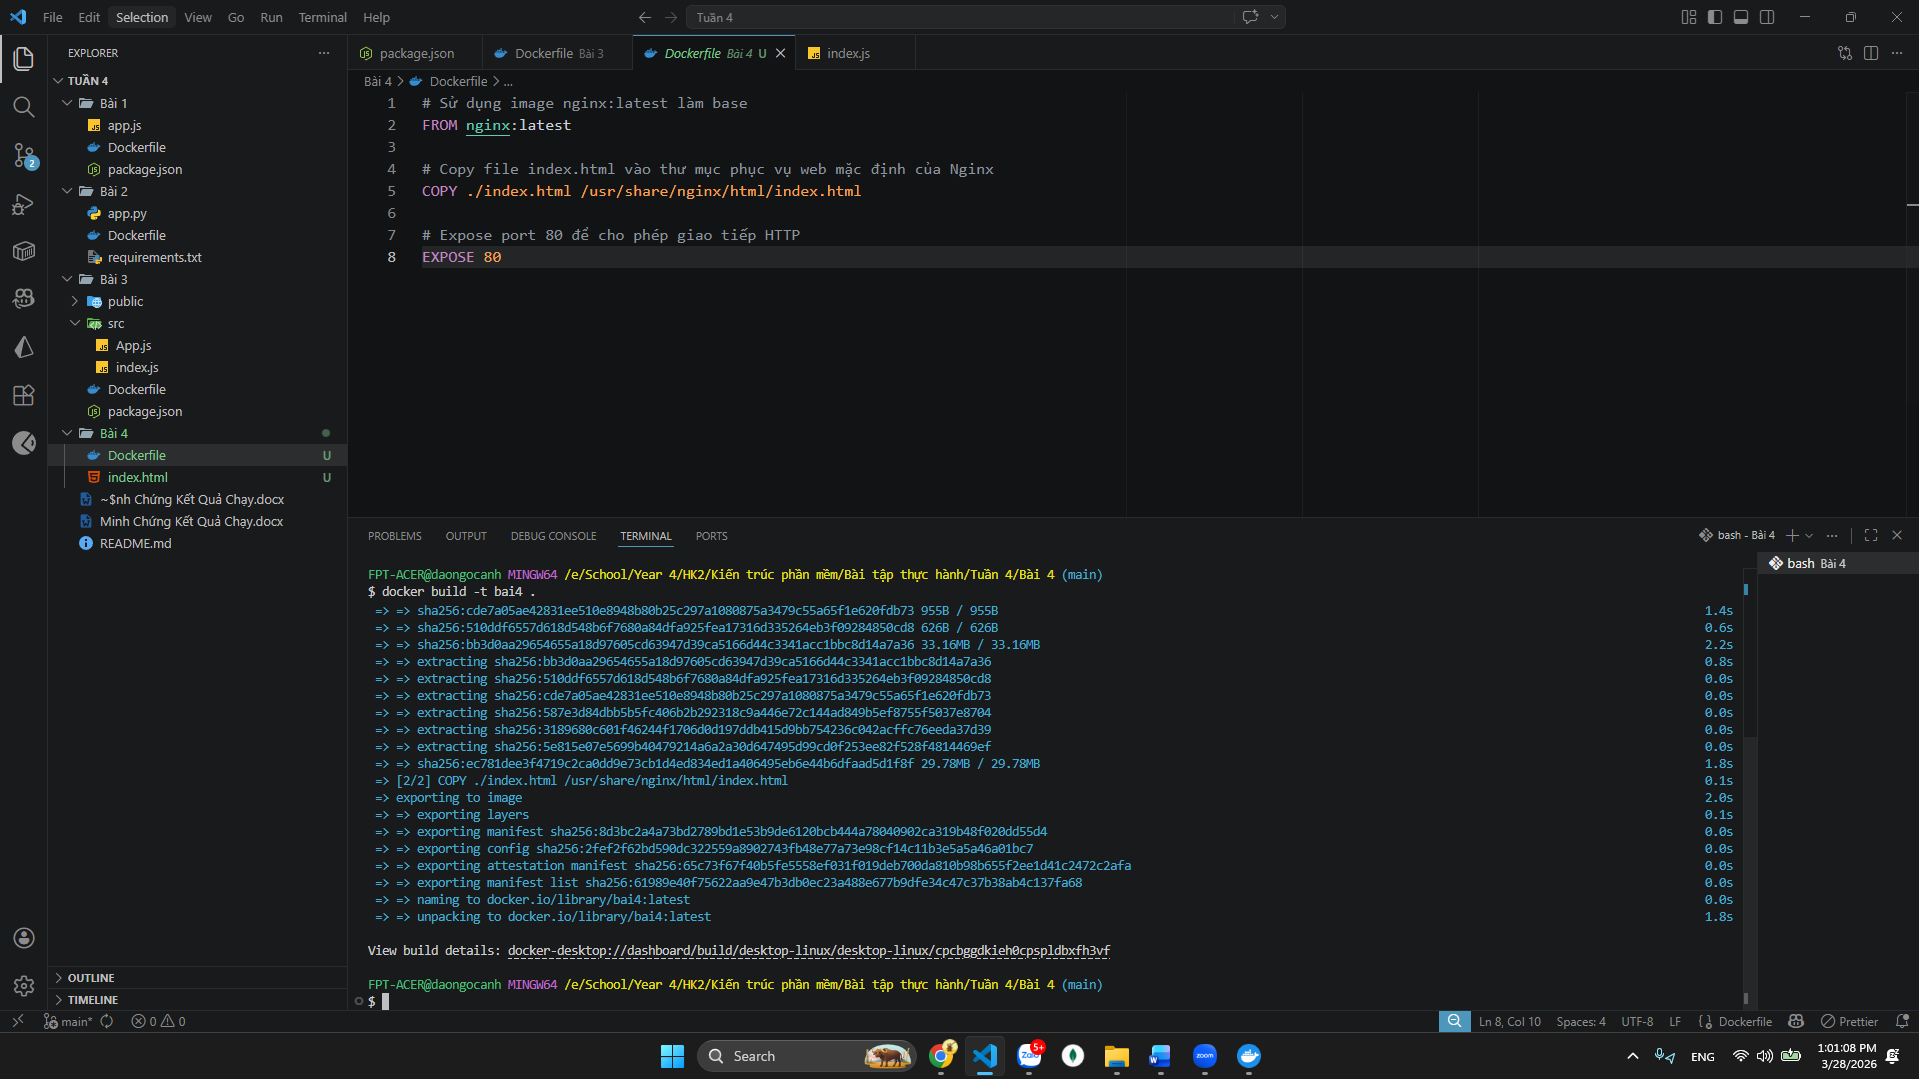 File Edit Selection View Go Run Terminal Help
Tuần 4
EXPLORER
TUẦN 4
Bài 1
app.js
Dockerfile
package.json
Bài 2
app.py
Dockerfile
requirements.txt
Bài 3
public
src
App.js
index.js
Dockerfile
package.json
Bài 4
Dockerfile U
index.html U
~$nh Chứng Kết Quả Chạy.docx
Minh Chứng Kết Quả Chạy.docx
README.md
OUTLINE
TIMELINE
2
package.json
Dockerfile Bài 3
Dockerfile Bài 4 U
index.js
Bài 4 > Dockerfile > ...
1 # Sử dụng image nginx:latest làm base
2 FROM nginx:latest
3
4 # Copy file index.html vào thư mục phục vụ web mặc định của Nginx
5 COPY ./index.html /usr/share/nginx/html/index.html
6
7 # Expose port 80 để cho phép giao tiếp HTTP
8 EXPOSE 80
PROBLEMS OUTPUT DEBUG CONSOLE TERMINAL PORTS
bash - Bài 4
bash Bài 4
FPT-ACER@daongocanh MINGW64 /e/School/Year 4/HK2/Kiến trúc phần mềm/Bài tập thực hành/Tuần 4/Bài 4 (main)
$ docker build -t bai4 .
=> => sha256:cde7a05ae42831ee510e8948b80b25c297a1080875a3479c55a65f1e620fdb73 955B / 955B 1.4s
=> => sha256:510ddf6557d618d548b6f7680a84dfa925fea17316d335264eb3f09284850cd8 626B / 626B 0.6s
=> => sha256:bb3d0aa29654655a18d97605cd63947d39ca5166d44c3341acc1bbc8d14a7a36 33.16MB / 33.16MB 2.2s
=> => extracting sha256:bb3d0aa29654655a18d97605cd63947d39ca5166d44c3341acc1bbc8d14a7a36 0.8s
=> => extracting sha256:510ddf6557d618d548b6f7680a84dfa925fea17316d335264eb3f09284850cd8 0.0s
=> => extracting sha256:cde7a05ae42831ee510e8948b80b25c297a1080875a3479c55a65f1e620fdb73 0.0s
=> => extracting sha256:587e3d84dbb5b5fc406b2b292318c9a446e72c144ad849b5ef8755f5037e8704 0.0s
=> => extracting sha256:3189680c601f46244f1706d0d197ddb415d9bb754236c042acffc76eeda37d39 0.0s
=> => extracting sha256:5e815e07e5699b40479214a6a2a30d647495d99cd0f253ee82f528f4814469ef 0.0s
=> => sha256:ec781dee3f4719c2ca0dd9e73cb1d4ed834ed1a406495eb6e44b6dfaad5d1f8f 29.78MB / 29.78MB 1.8s
=> [2/2] COPY ./index.html /usr/share/nginx/html/index.html 0.1s
=> exporting to image 2.0s
=> => exporting layers 0.1s
=> => exporting manifest sha256:8d3bc2a4a73bd2789bd1e53b9de6120bcb444a78040902ca319b48f020dd55d4 0.0s
=> => exporting config sha256:2fef2f62bd590dc322559a8902743fb48e77a73e98cf14c11b3e5a5a46a01bc7 0.0s
=> => exporting attestation manifest sha256:65c73f67f40b5fe5558ef031f019deb700da810b98b655f2ee1d41c2472c2afa 0.0s
=> => exporting manifest list sha256:61989e40f75622aa9e47b3db0ec23a488e677b9dfe34c47c37b38ab4c137fa68 0.0s
=> => naming to docker.io/library/bai4:latest 0.0s
=> => unpacking to docker.io/library/bai4:latest 1.8s
View build details: docker-desktop://dashboard/build/desktop-linux/desktop-linux/cpcbggdkieh0cpspldbxfh3vf
FPT-ACER@daongocanh MINGW64 /e/School/Year 4/HK2/Kiến trúc phần mềm/Bài tập thực hành/Tuần 4/Bài 4 (main)
$
main* 0 0
Ln 8, Col 10 Spaces: 4 UTF-8 LF Dockerfile Prettier
Search
Zalo 5+
zoom
ENG
1:01:08 PM
3/28/2026